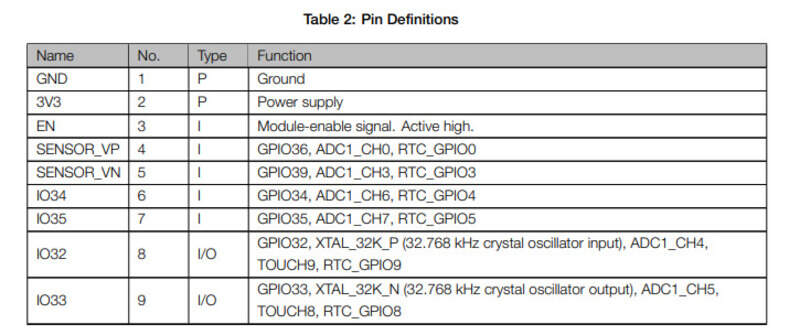 Table 2: Pin Definitions
Name No. Type Function
GND 1 P Ground
3V3 2 P Power supply
EN 3 I Module-enable signal. Active high.
SENSOR_VP 4 I GPIO36, ADC1_CH0, RTC_GPIO0
SENSOR_VN 5 I GPIO39, ADC1_CH3, RTC_GPIO3
IO34 6 I GPIO34, ADC1_CH6, RTC_GPIO4
IO35 7 I GPIO35, ADC1_CH7, RTC_GPIO5
IO32 8 I/O GPIO32, XTAL_32K_P (32.768 kHz crystal oscillator input), ADC1_CH4,
TOUCH9, RTC_GPIO9
IO33 9 I/O GPIO33, XTAL_32K_N (32.768 kHz crystal oscillator output), ADC1_CH5,
TOUCH8, RTC_GPIO8